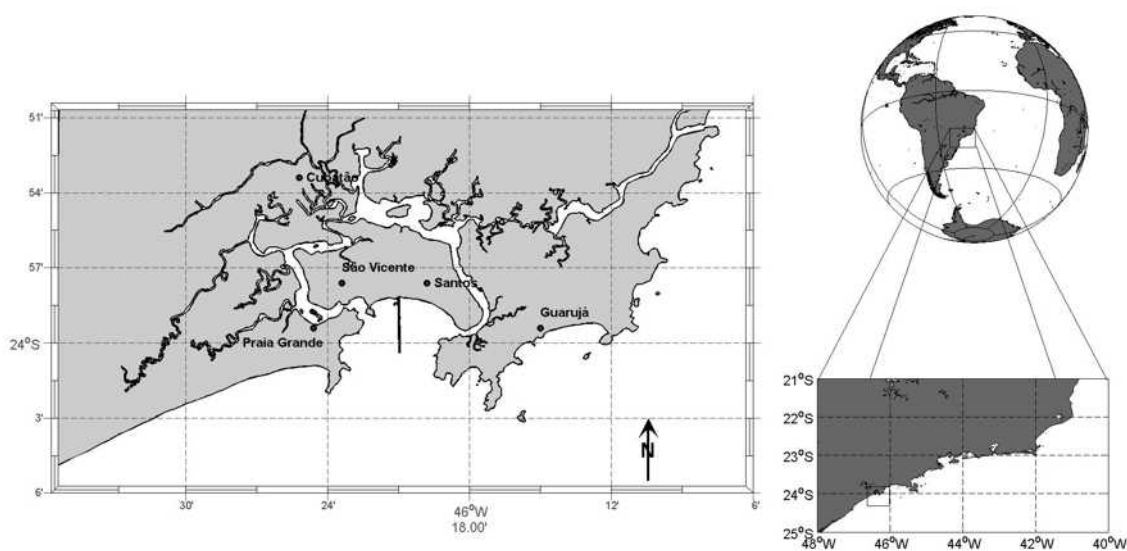 51'
Cubatão
54'
57'
São Vicente
Santos
Guarujá
24°S
Praia Grande
3'
N
6'
30'
24'
46°W
18.00'
12'
6'
21°S
22°S
23°S
24°S
25°S
48°W
46°W
44°W
42°W
40°W